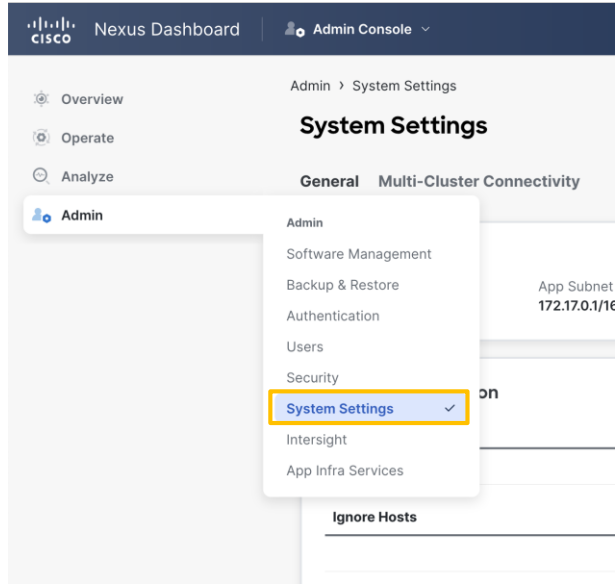 CISCO Nexus Dashboard Admin Console
Overview
Operate
Analyze
Admin
Admin › System Settings
System Settings
General Multi-Cluster Connectivity
Admin
Software Management
Backup & Restore
Authentication
Users
Security
System Settings
Intersight
App Infra Services
App Subnet
172.17.0.1/16
on
Ignore Hosts